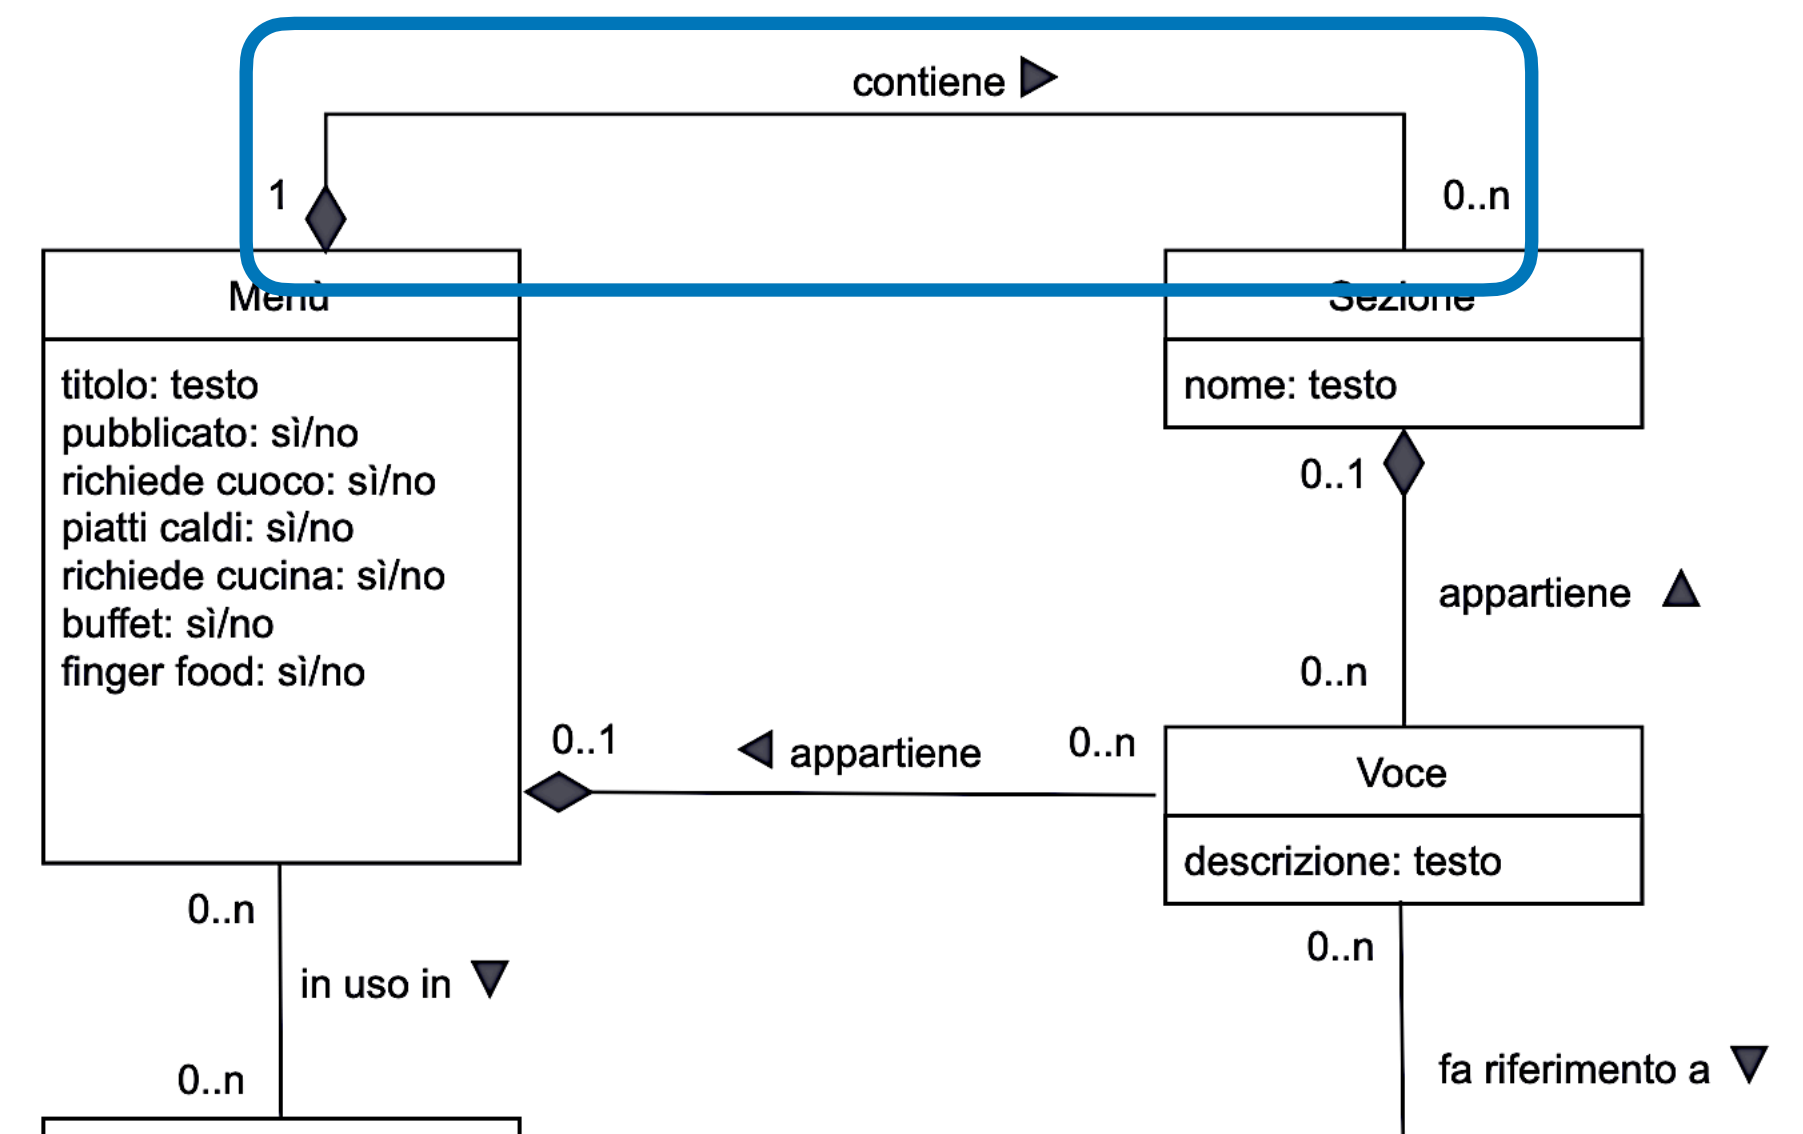 contiene
1
0..n
Menù
Sezione
titolo: testo
pubblicato: sì/no
richiede cuoco: sì/no
piatti caldi: sì/no
richiede cucina: sì/no
buffet: sì/no
finger food: sì/no
nome: testo
0..1
appartiene
0..n
0..1
appartiene
0..n
Voce
descrizione: testo
0..n
in uso in
0..n
0..n
fa riferimento a